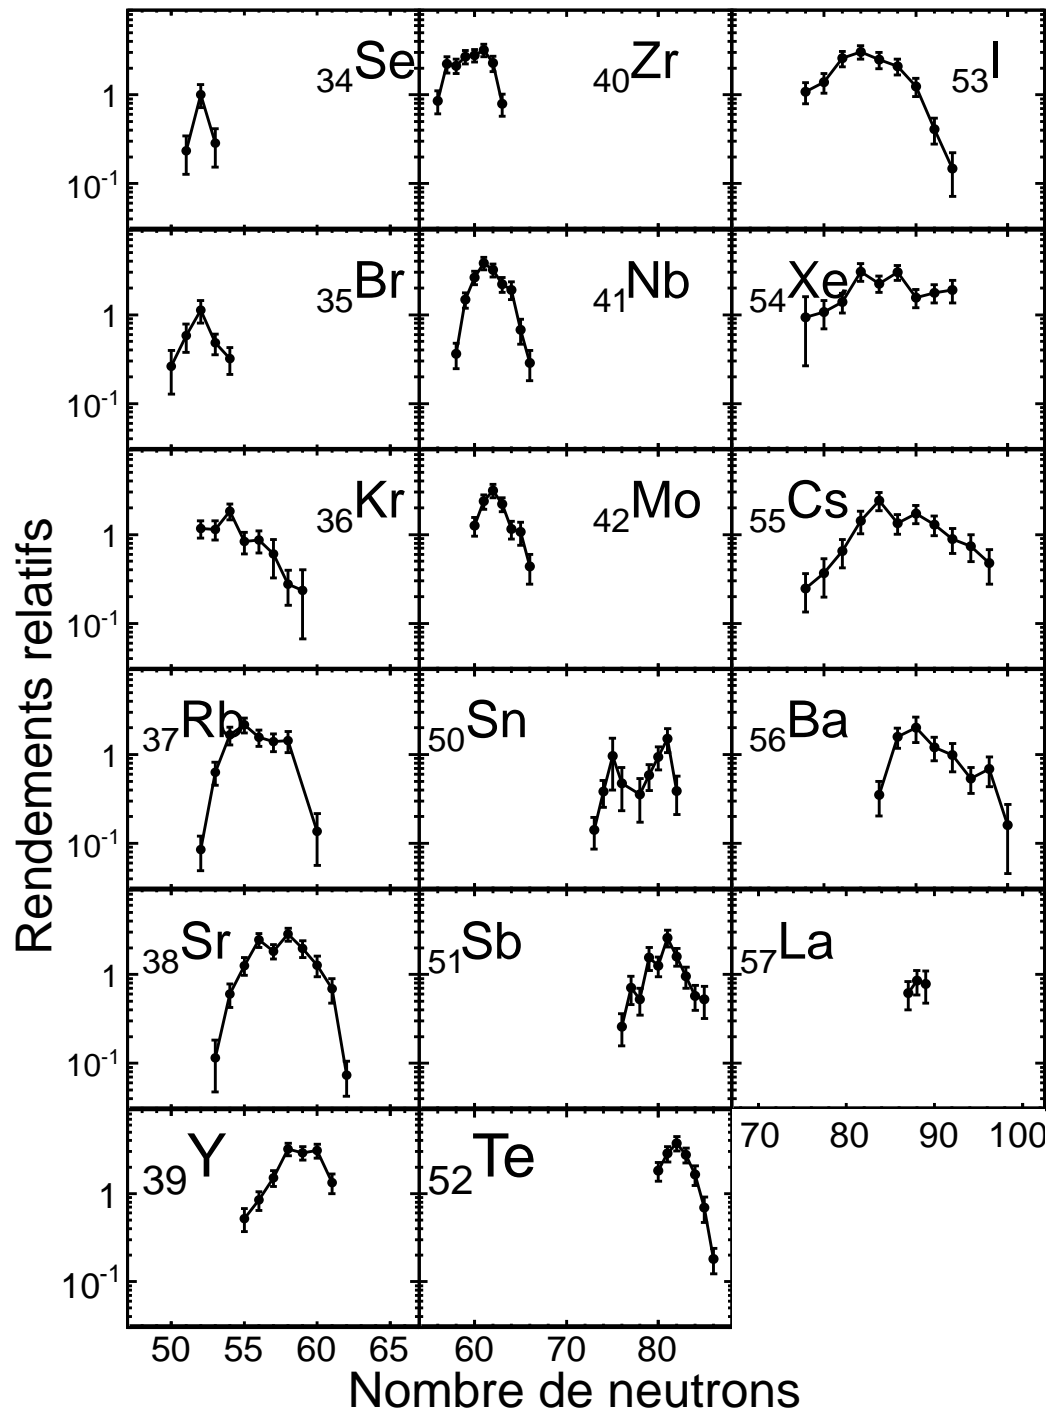 34Se
40Zr
53I
1
10-1
35Br
41Nb
54Xe
1
10-1
36Kr
42Mo
55Cs
1
10-1
37Rb
50Sn
56Ba
1
10-1
38Sr
51Sb
57La
1
10-1
70 80 90 100
39Y
52Te
1
10-1
50 55 60 65
60 70 80
Rendements relatifs
Nombre de neutrons